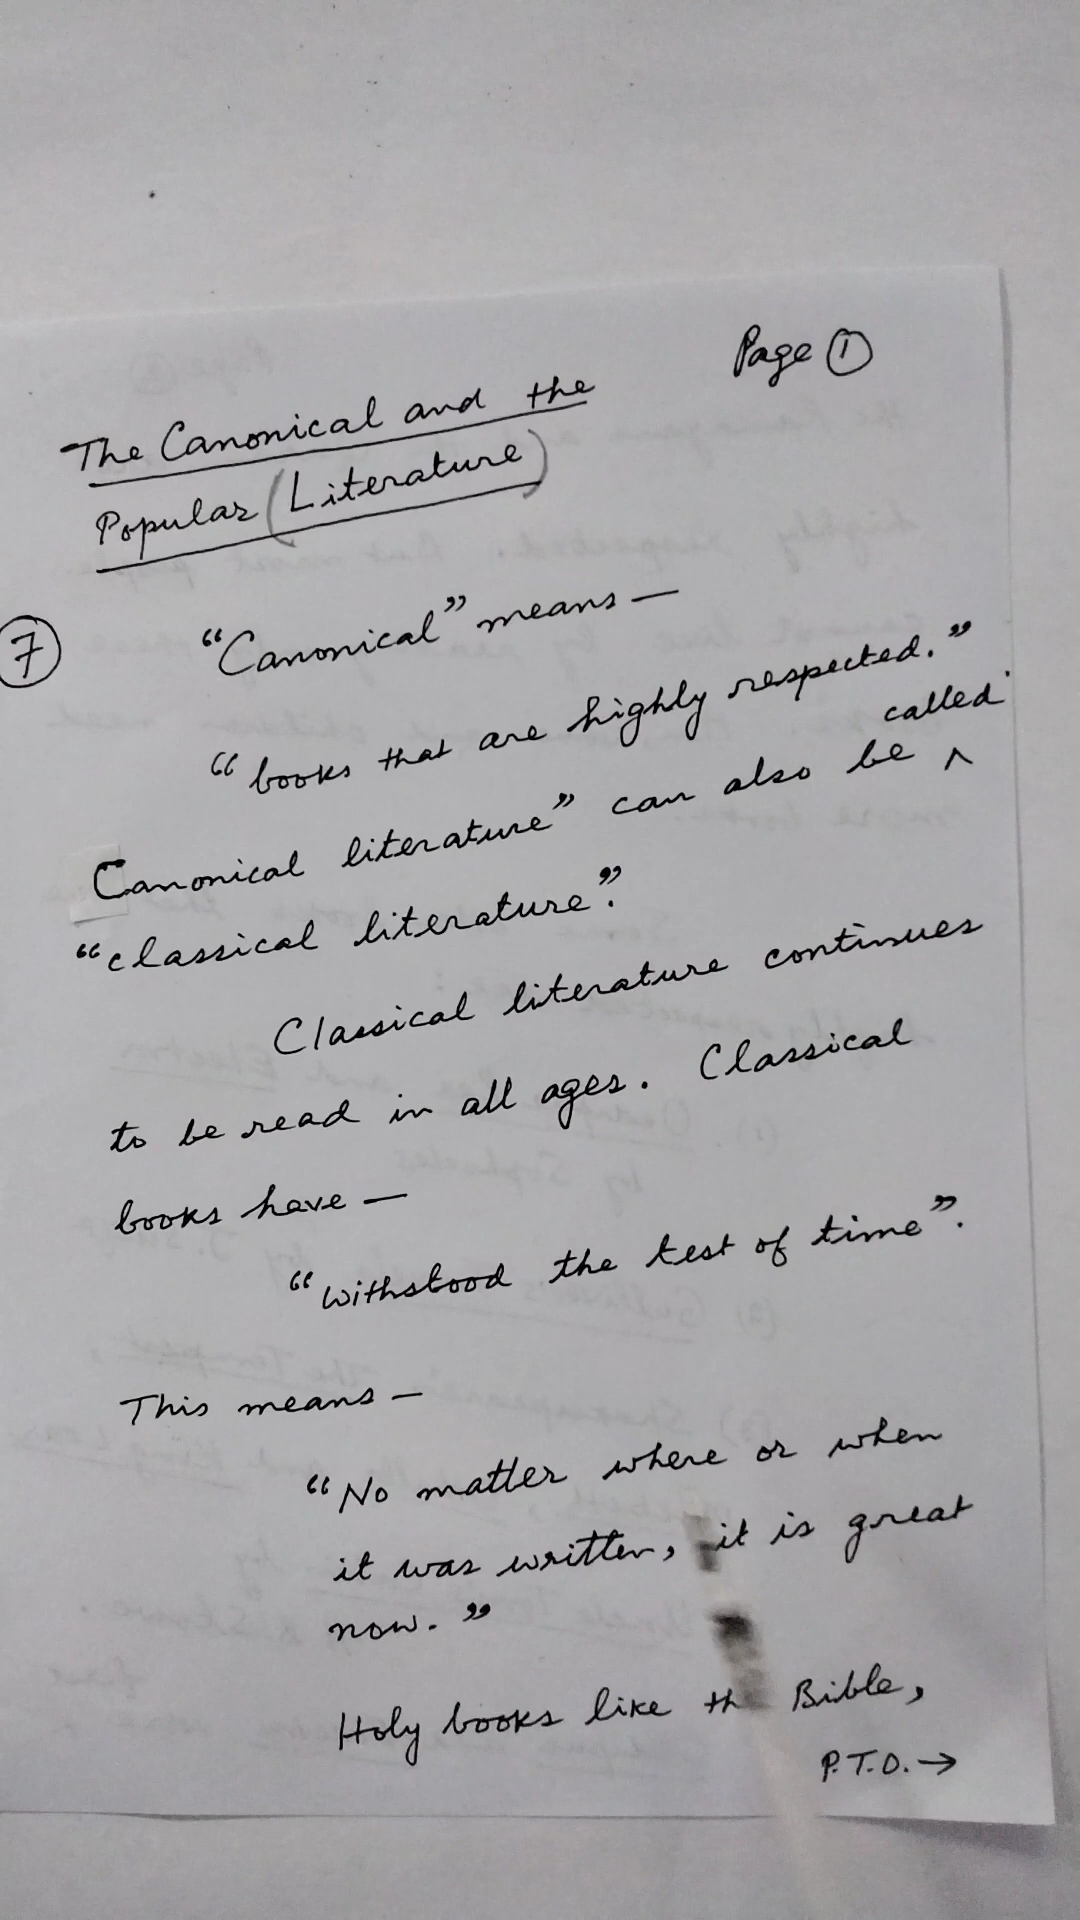 Page ①
The Canonical and the
Popular (Literature)
⑦ "Canonical" means —
"books that are highly respected."
Canonical literature" can also be ^ called
"classical literature".
Classical literature continues
to be read in all ages. Classical
books have —
"withstood the test of time".
This means —
"No matter where or when
it was written, it is great
now."
Holy books like the Bible,
P.T.O. →